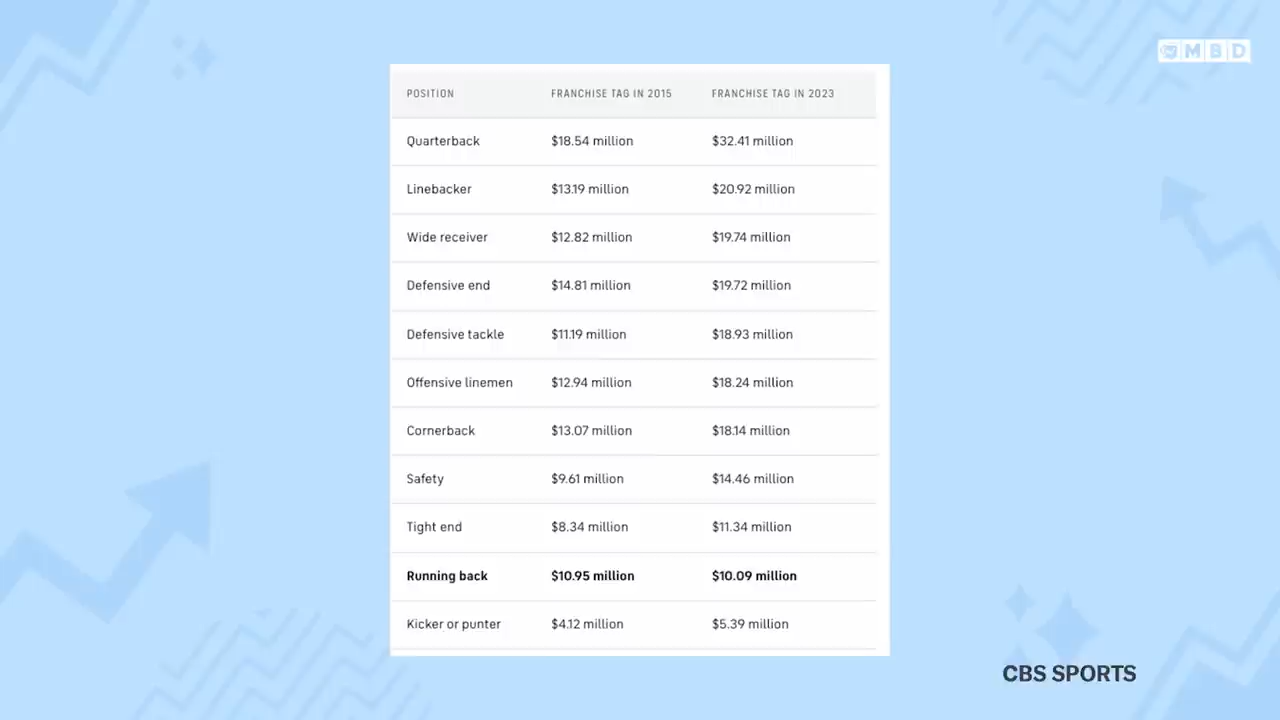 MBD
POSITION FRANCHISE TAG IN 2015 FRANCHISE TAG IN 2023
Quarterback $18.54 million $32.41 million
Linebacker $13.19 million $20.92 million
Wide receiver $12.82 million $19.74 million
Defensive end $14.81 million $19.72 million
Defensive tackle $11.19 million $18.93 million
Offensive linemen $12.94 million $18.24 million
Cornerback $13.07 million $18.14 million
Safety $9.61 million $14.46 million
Tight end $8.34 million $11.34 million
Running back $10.95 million $10.09 million
Kicker or punter $4.12 million $5.39 million
CBS SPORTS